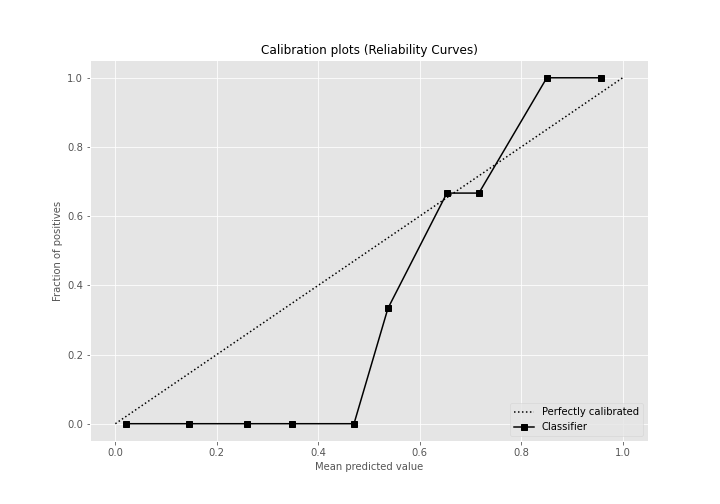 Calibration plots (Reliability Curves)
1.0
0.8
0.6
0.4
0.2
0.0
Fraction of positives
0.0 0.2 0.4 0.6 0.8 1.0
Mean predicted value
Perfectly calibrated
Classifier